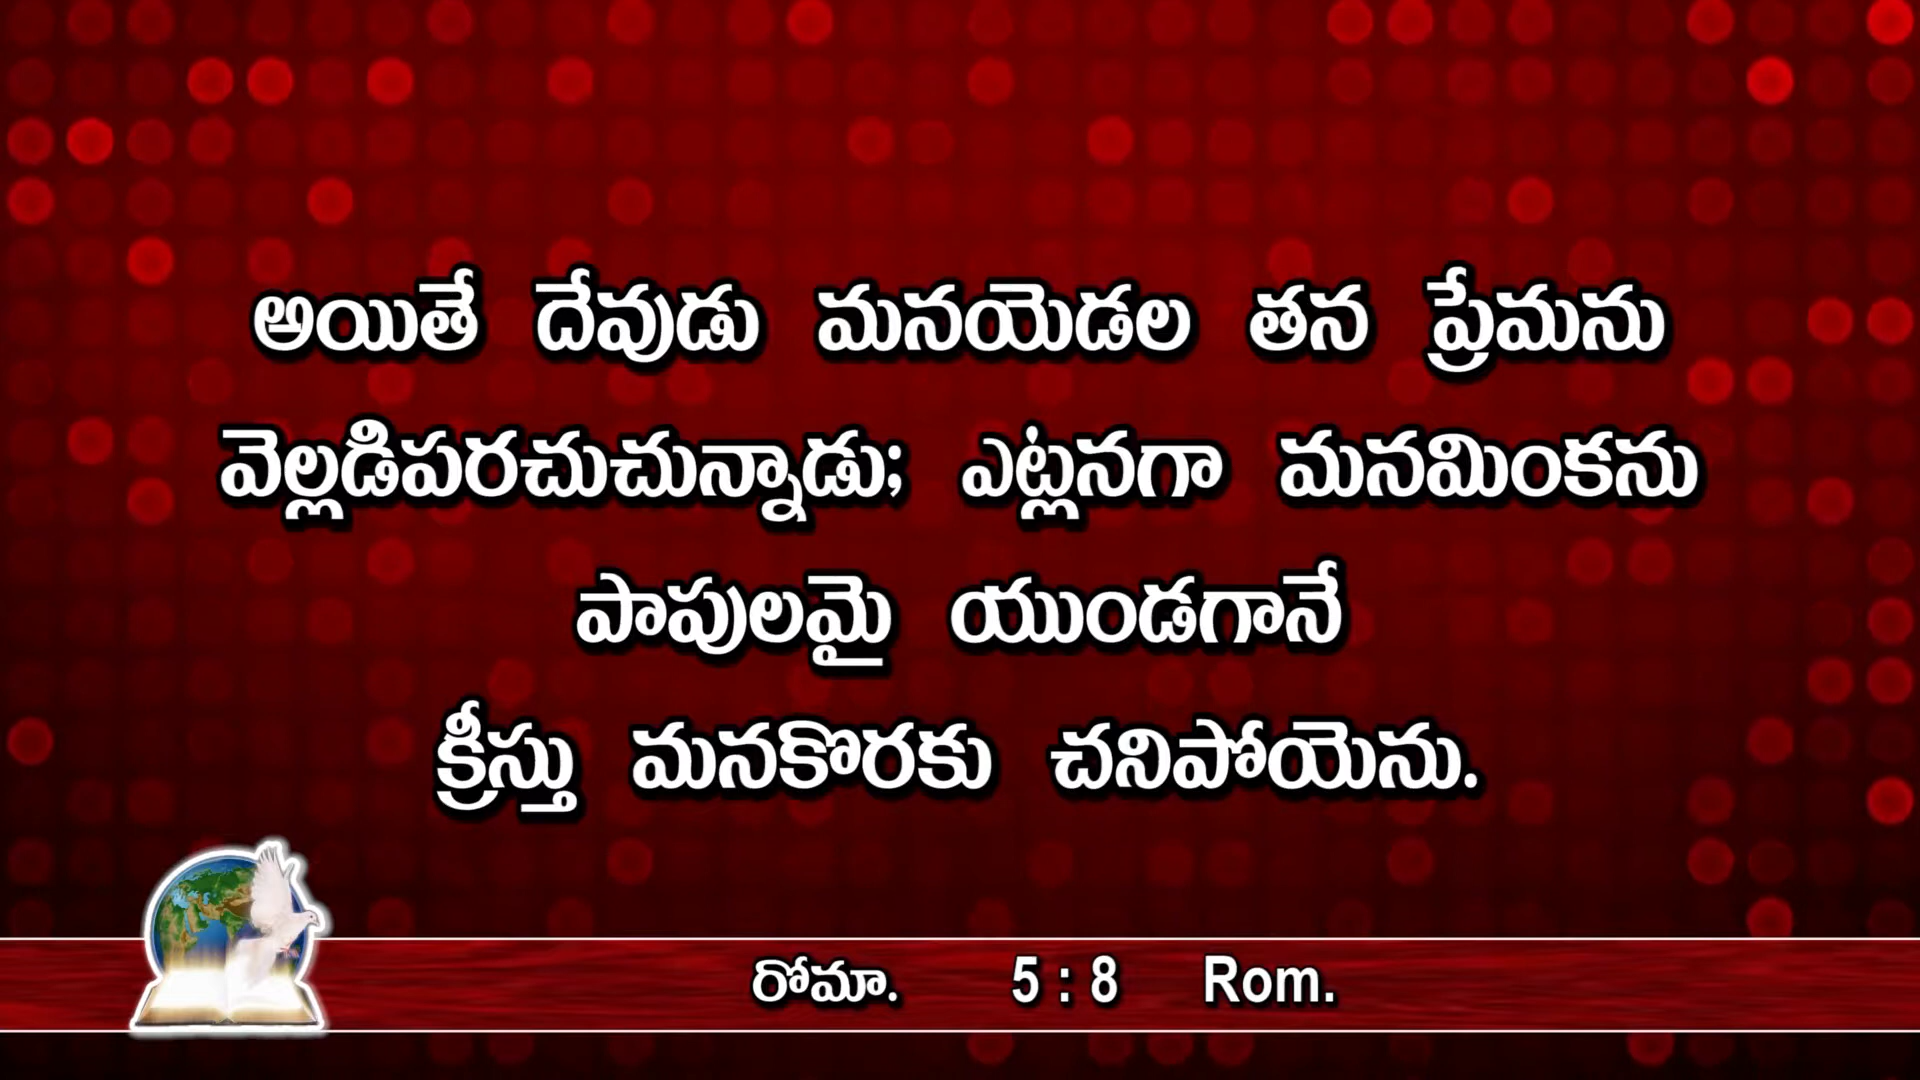 అయితే దేవుడు మనయెడల తన ప్రేమను
వెల్లడిపరచుచున్నాడు; ఎట్లనగా మనమింకను
పాపులమై యుండగానే
క్రీస్తు మనకొరకు చనిపోయెను.
రోమా. 5 : 8 Rom.